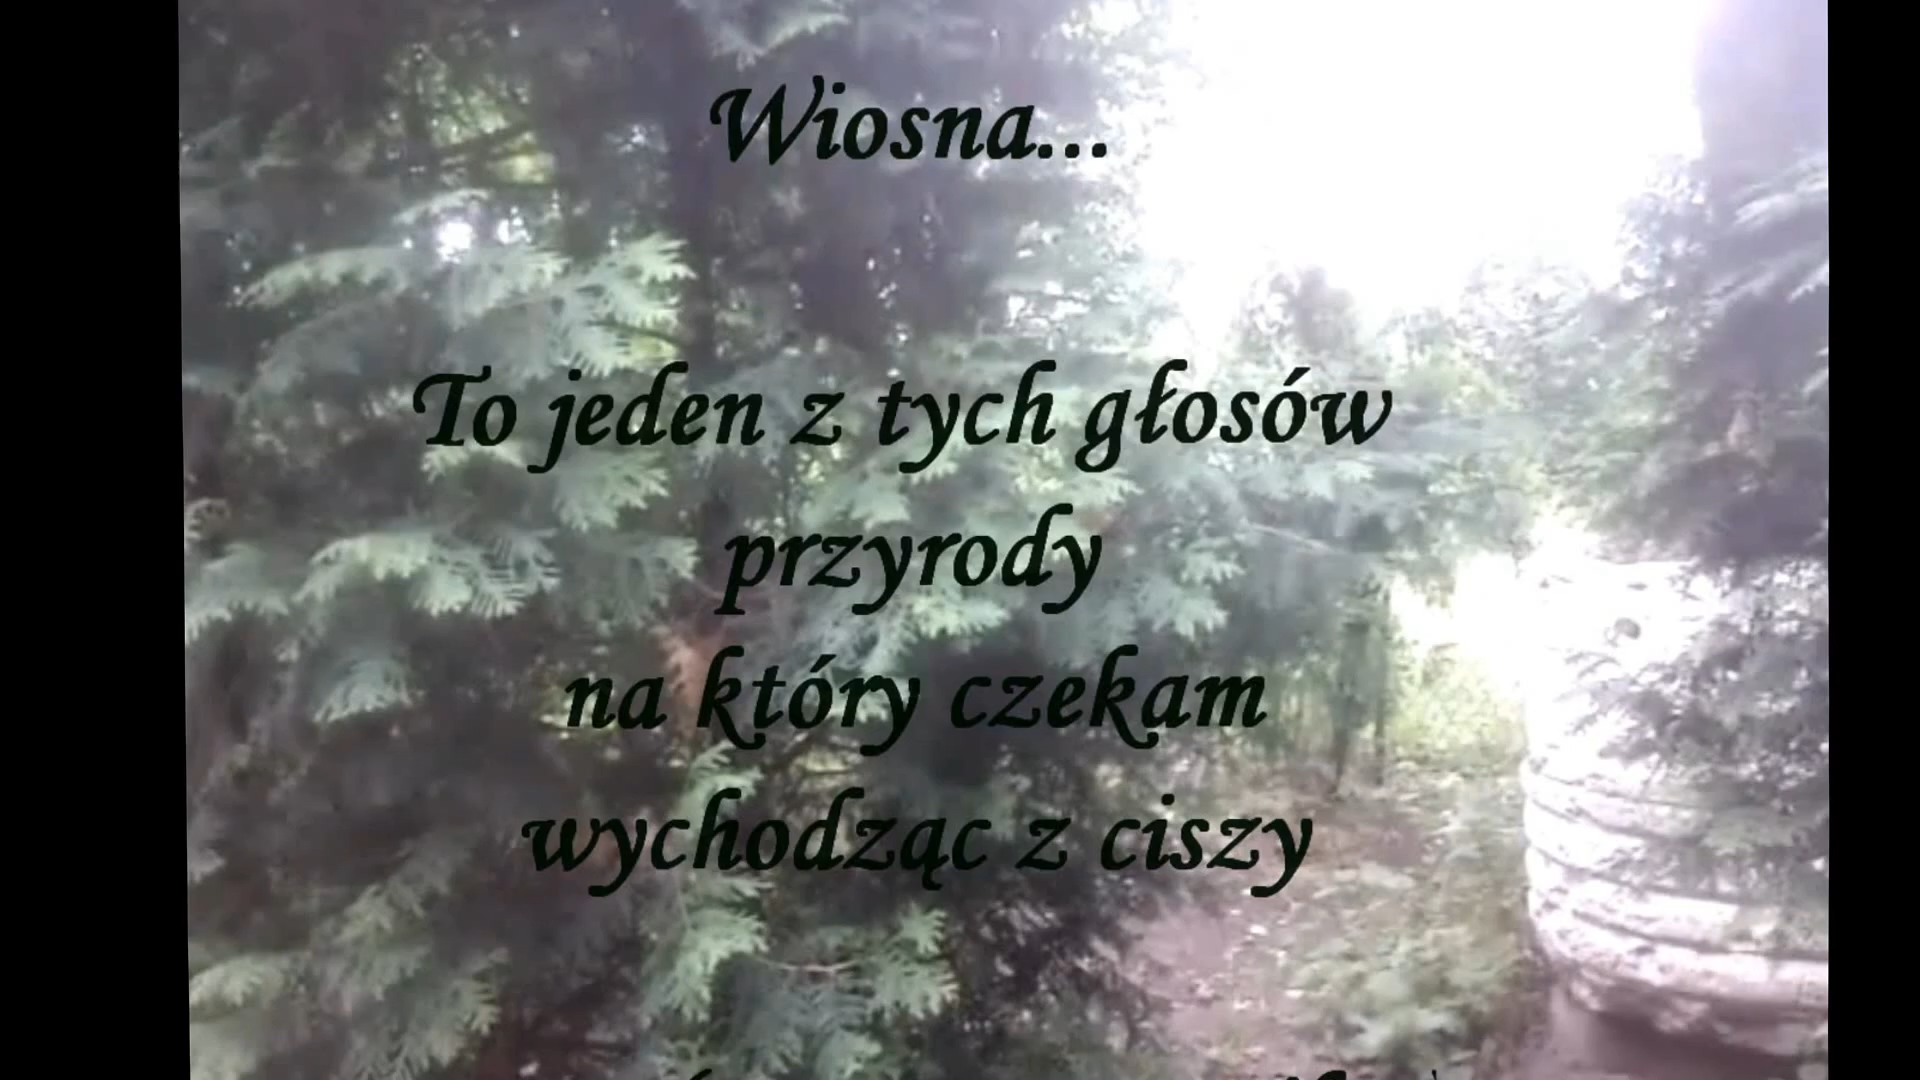 Wiosna...
To jeden z tych głosów
przyrody
na który czekam
wychodząc z ciszy